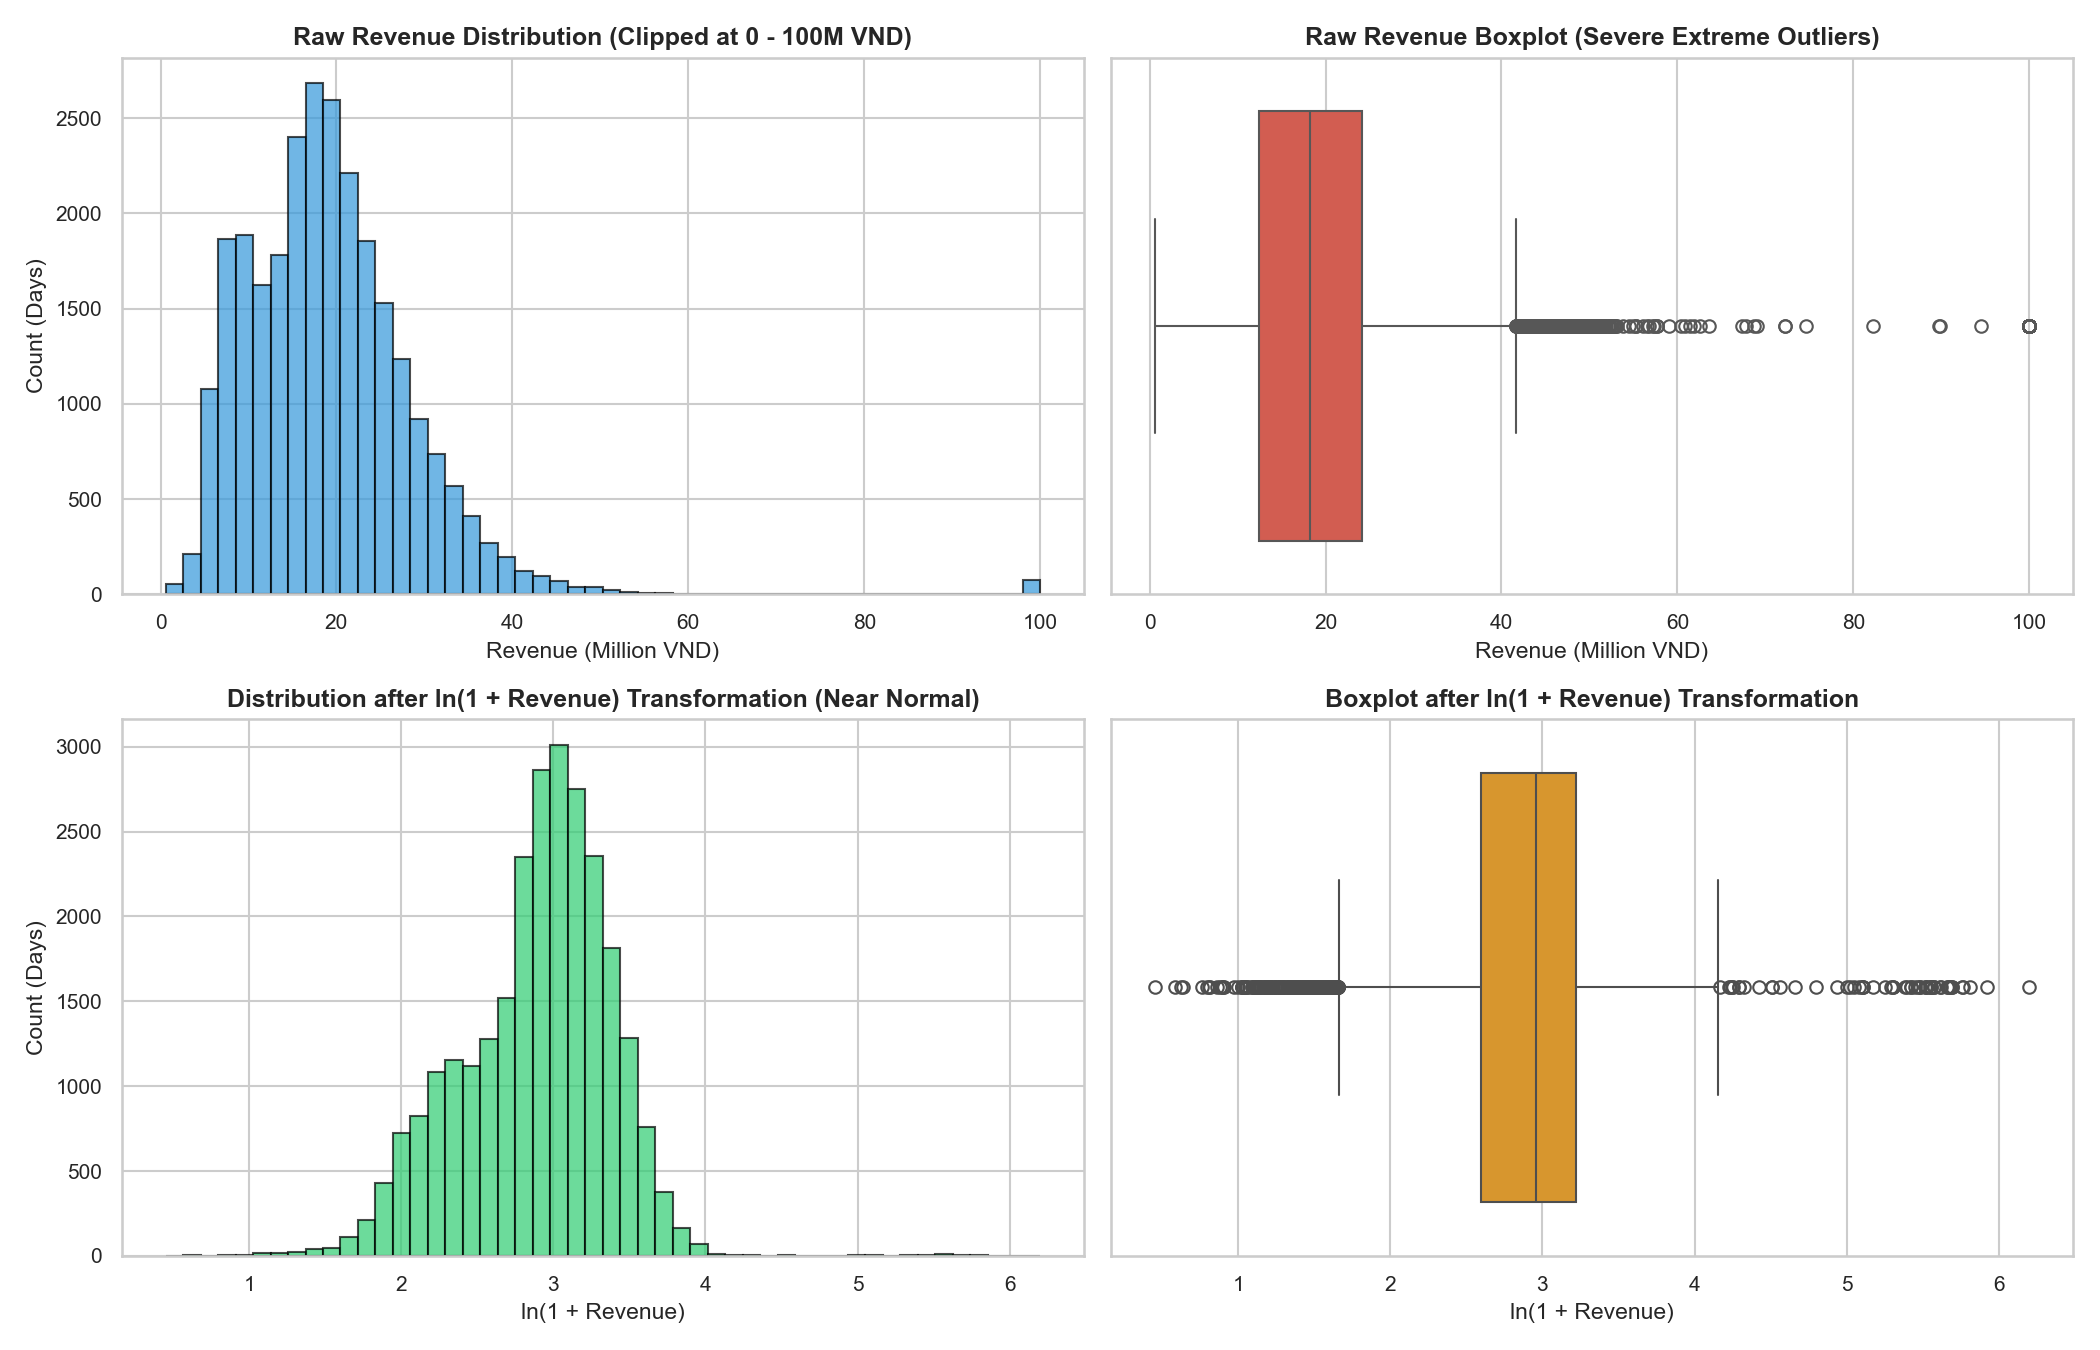 Raw Revenue Distribution (Clipped at 0 - 100M VND)
Count (Days)
2500
2000
1500
1000
500
0
0 20 40 60 80 100
Revenue (Million VND)
Raw Revenue Boxplot (Severe Extreme Outliers)
0 20 40 60 80 100
Revenue (Million VND)
Distribution after ln(1 + Revenue) Transformation (Near Normal)
Count (Days)
3000
2500
2000
1500
1000
500
0
1 2 3 4 5 6
ln(1 + Revenue)
Boxplot after ln(1 + Revenue) Transformation
1 2 3 4 5 6
ln(1 + Revenue)